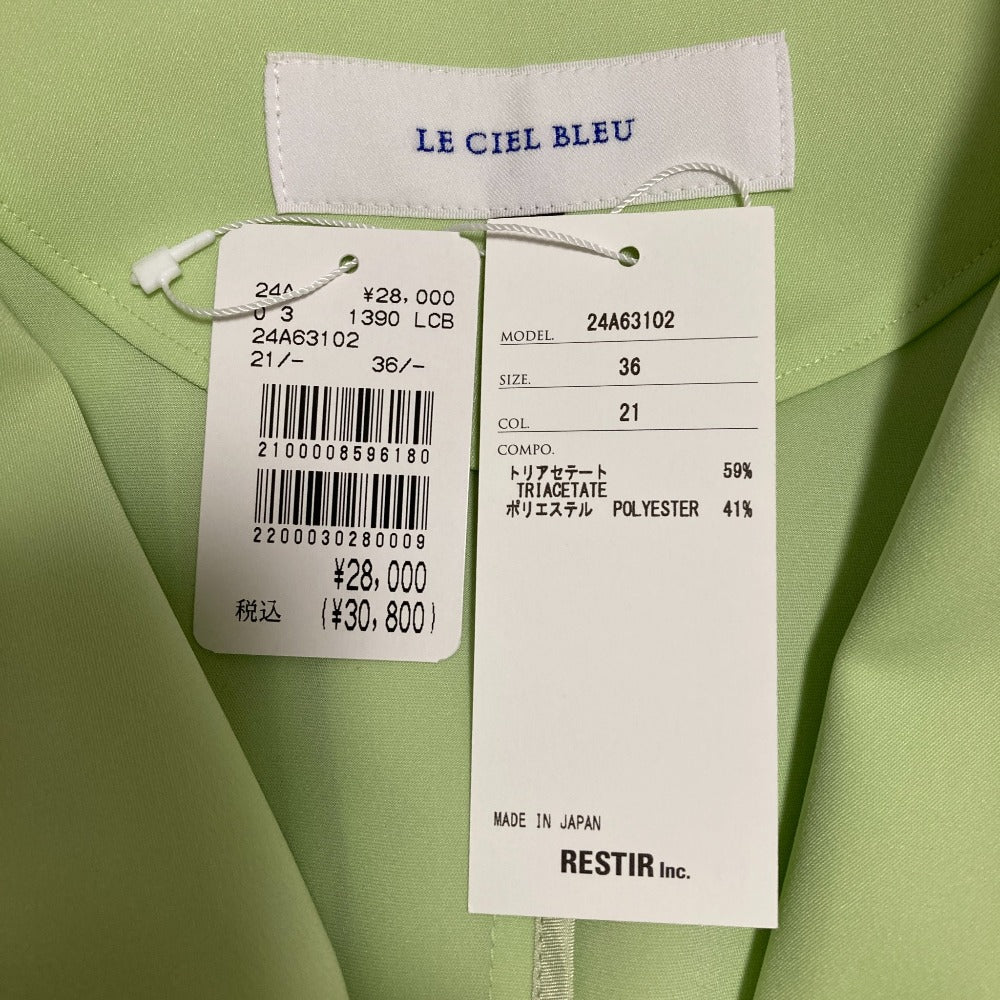 LE CIEL BLEU
24A ¥28,000
0 3 1390 LCB
24A63102
21/- 36/-
2100008596180
2200030280009
¥28,000
税込 (¥30,800)
MODEL. 24A63102
SIZE. 36
COL. 21
COMPO.
トリアセテート 59%
TRIACETATE
ポリエステル POLYESTER 41%
MADE IN JAPAN
RESTIR Inc.